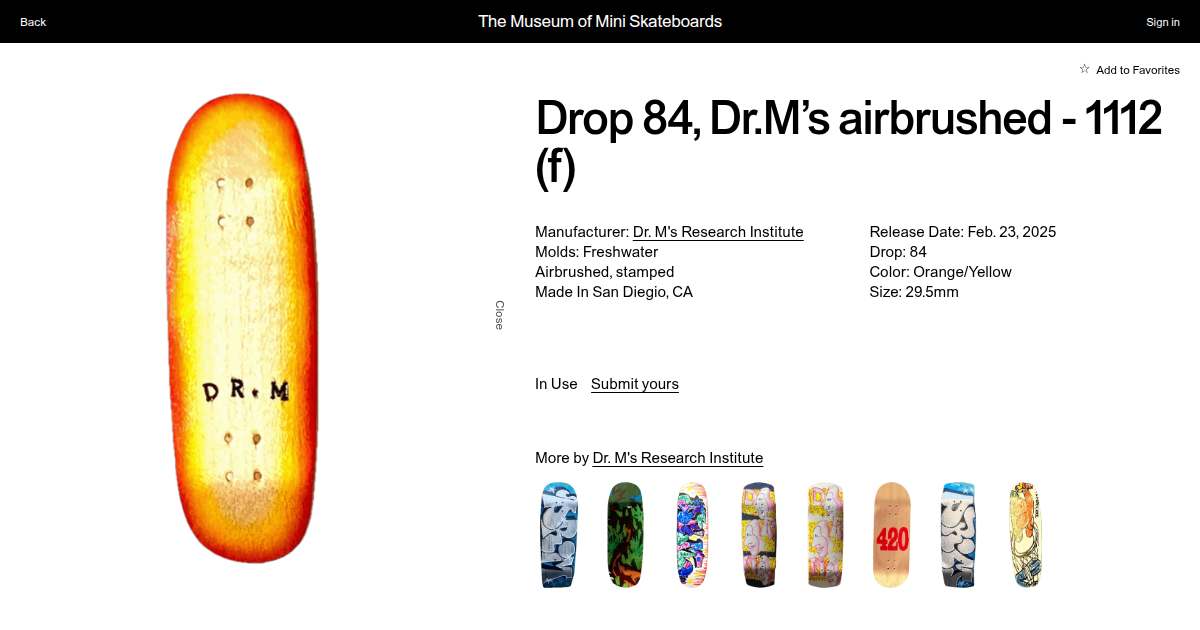 Back
The Museum of Mini Skateboards
Sign in
☆ Add to Favorites
Drop 84, Dr.M’s airbrushed - 1112
(f)
Manufacturer: Dr. M's Research Institute
Molds: Freshwater
Airbrushed, stamped
Made In San Diegio, CA
Release Date: Feb. 23, 2025
Drop: 84
Color: Orange/Yellow
Size: 29.5mm
Close
DR.M
In Use Submit yours
More by Dr. M's Research Institute
420